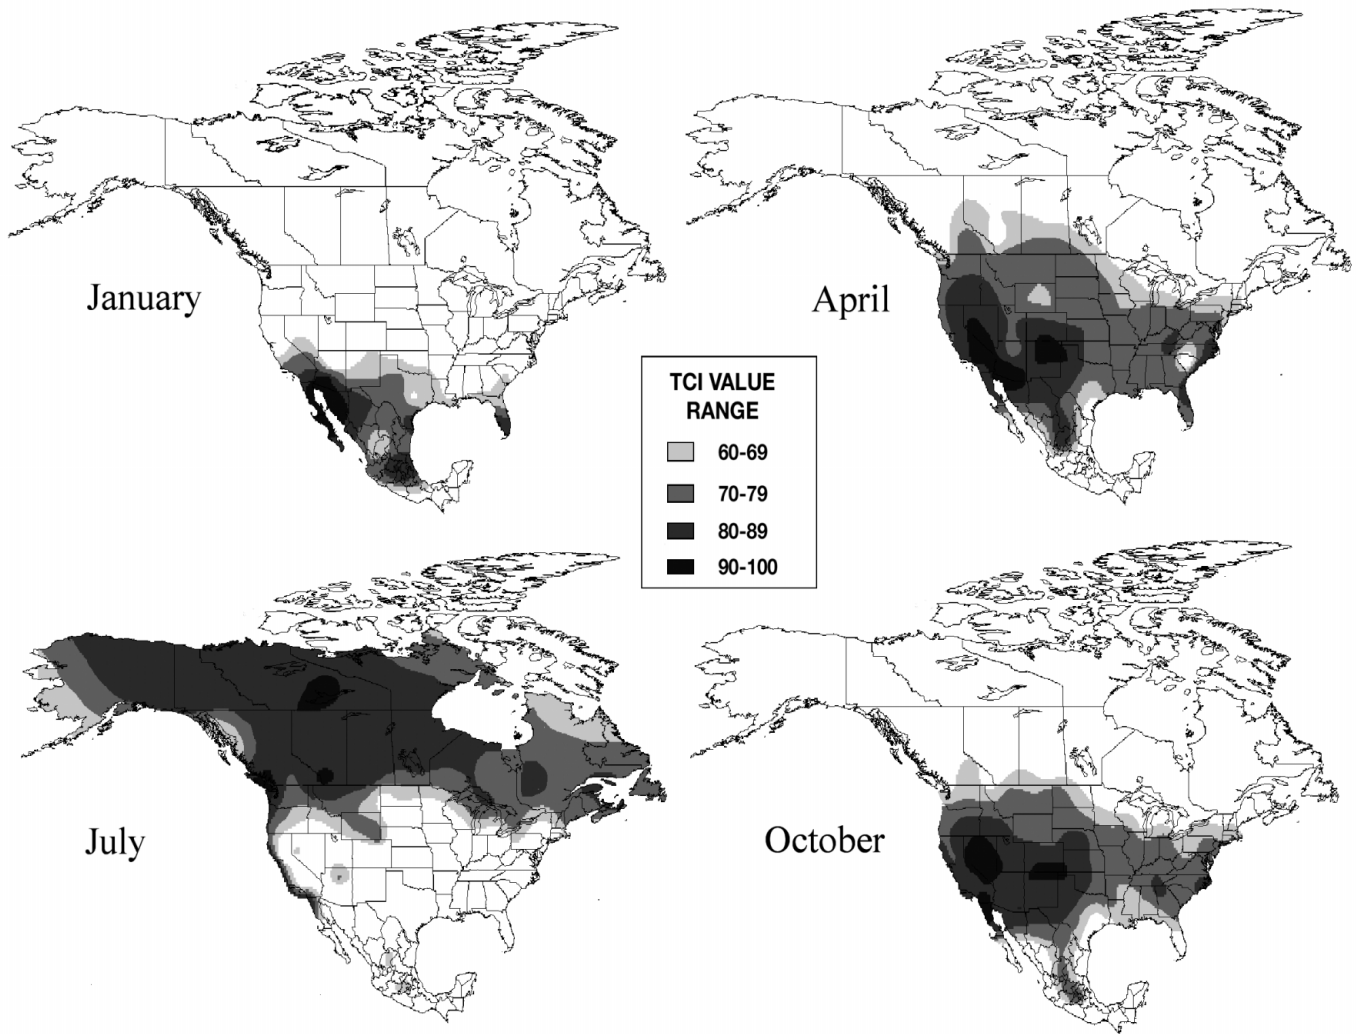 January
April
TCI VALUE
RANGE
60-69
70-79
80-89
90-100
July
October